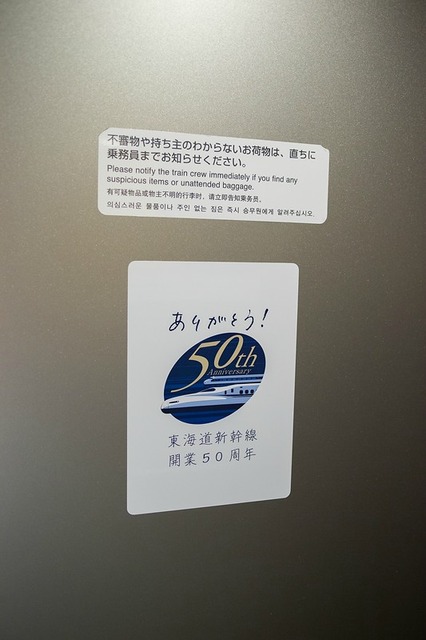 不審物や持ち主のわからないお荷物は、直ちに
乗務員までお知らせください。
Please notify the train crew immediately if you find any
suspicious items or unattended baggage.
有可疑物品或物主不明的行李时，请立即告知乘务员。
의심스러운 물품이나 주인 없는 짐은 즉시 승무원에게 알려주십시오.
ありがとう!
50th
Anniversary
東海道新幹線
開業50周年